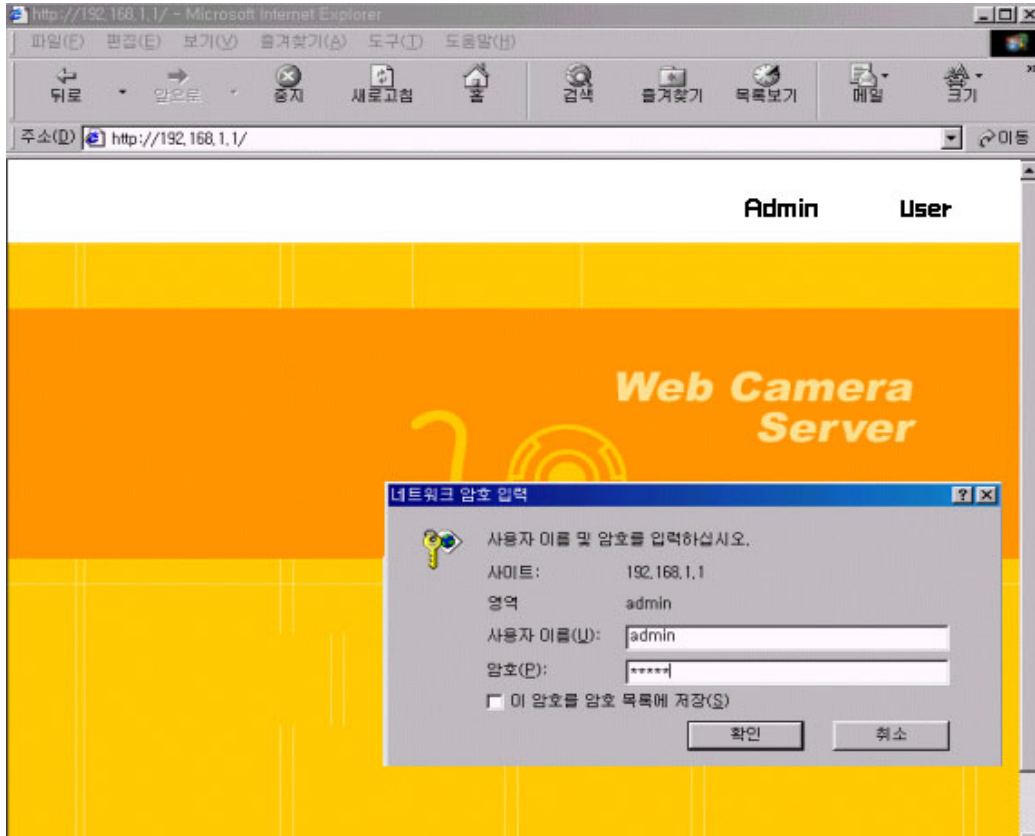 http://192.168.1.1/ - Microsoft Internet Explorer
파일(F) 편집(E) 보기(V) 즐겨찾기(A) 도구(T) 도움말(H)
뒤로 앞으로 중지 새로고침 홈 검색 즐겨찾기 목록보기 메일 크기
주소(D) http://192.168.1.1/ 이동
Admin User
Web Camera
Server
네트워크 암호 입력
사용자 이름 및 암호를 입력하십시오.
사이트: 192.168.1.1
영역 admin
사용자 이름(U): admin
암호(P): *****
이 암호를 암호 목록에 저장(S)
확인 취소